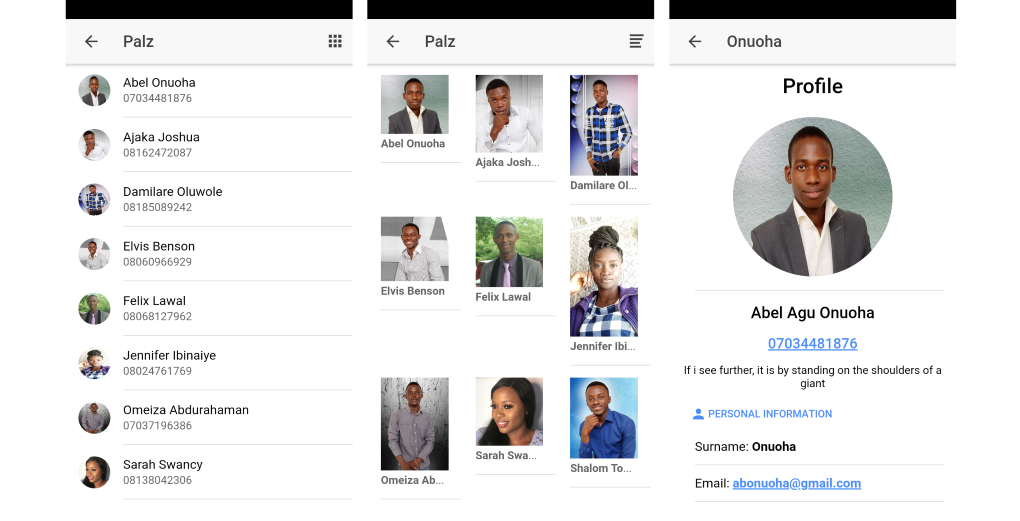 Palz
Abel Onuoha
07034481876
Ajaka Joshua
08162472087
Damilare Oluwole
08185089242
Elvis Benson
08060966929
Felix Lawal
08068127962
Jennifer Ibinaiye
08024761769
Omeiza Abdurahaman
07037196386
Sarah Swancy
08138042306
Palz
Abel Onuoha
Ajaka Josh...
Damilare Ol...
Elvis Benson
Felix Lawal
Jennifer Ibi...
Omeiza Ab...
Sarah Swa...
Shalom To...
Onuoha
Profile
Abel Agu Onuoha
07034481876
If i see further, it is by standing on the shoulders of a
giant
PERSONAL INFORMATION
Surname: Onuoha
Email: abonuoha@gmail.com